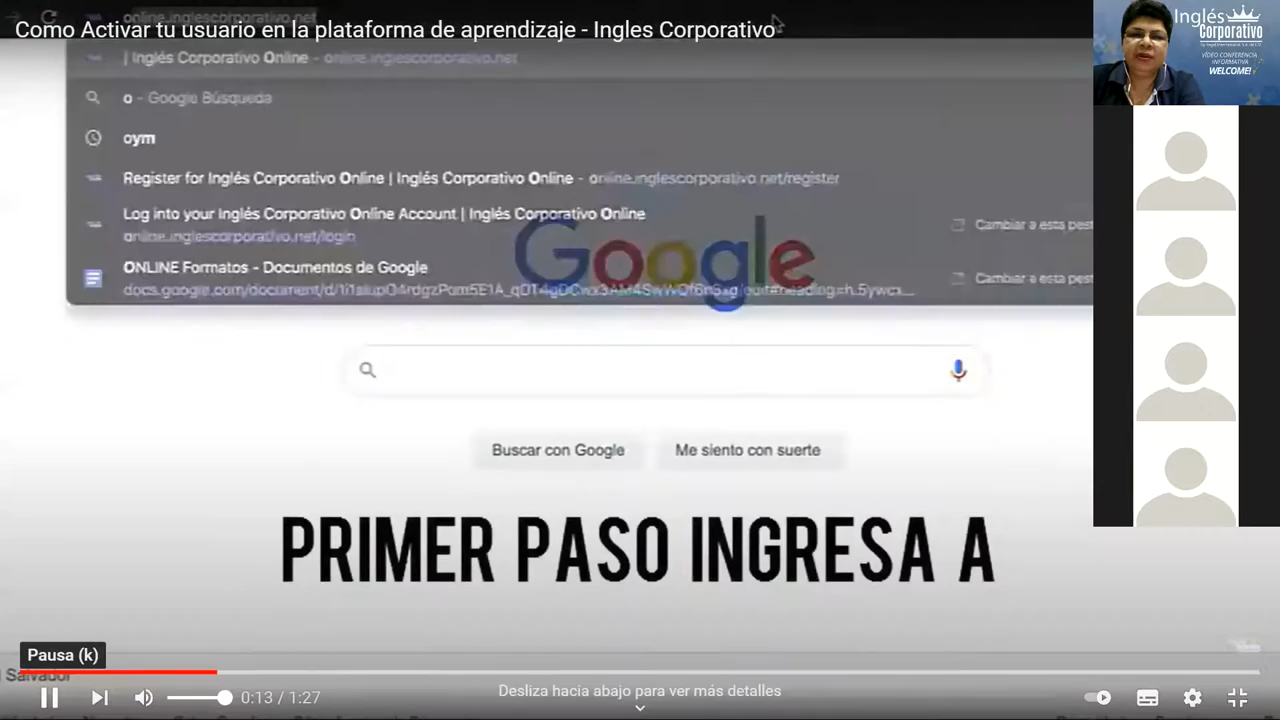 online.inglescorporativo.net
Como Activar tu usuario en la plataforma de aprendizaje - Ingles Corporativo
| Inglés Corporativo Online - online.inglescorporativo.net
o - Google Búsqueda
oym
Register for Inglés Corporativo Online | Inglés Corporativo Online - online.inglescorporativo.net/register
Log into your Inglés Corporativo Online Account | Inglés Corporativo Online
online.inglescorporativo.net/login
Cambiar a esta pest
ONLINE Formatos - Documentos de Google
Cambiar a esta pest
Google
Buscar con Google
Me siento con suerte
PRIMER PASO INGRESA A
Pausa (k)
Salvador
0:13 / 1:27
Desliza hacia abajo para ver más detalles
Inglés
Corporativo
VÍDEO CONFERENCIA
INFORMATIVA
WELCOME!